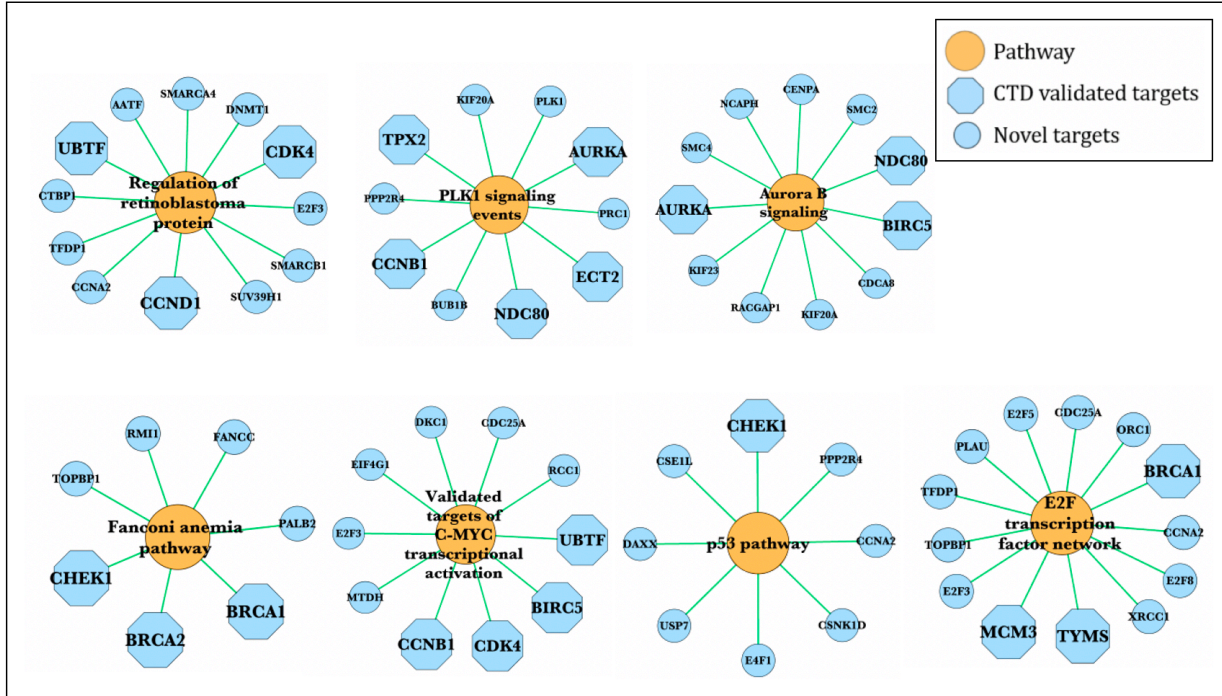 Pathway
CTD validated targets
Novel targets
SMARCA4
AATF
DNMT1
UBTF
CDK4
Regulation of
retinoblastoma
protein
CTBP1
E2F3
TFDP1
SMARCB1
CCNA2
SUV39H1
CCND1
KIF20A
PLK1
TPX2
AURKA
PLK1 signaling
events
PPP2R4
PRC1
CCNB1
ECT2
BUB1B
NDC80
CENPA
NCAPH
SMC2
SMC4
NDC80
Aurora B
signaling
AURKA
BIRC5
KIF23
CDCA8
RACGAP1
KIF20A
RMI1
FANCC
TOPBP1
PALB2
Fanconi anemia
pathway
CHEK1
BRCA1
BRCA2
DKC1
CDC25A
EIF4G1
RCC1
Validated
targets of
C-MYC
transcriptional
activation
E2F3
UBTF
MTDH
BIRC5
CCNB1
CDK4
CHEK1
CSE1L
PPP2R4
DAXX
p53 pathway
CCNA2
USP7
CSNK1D
E4F1
E2F5
CDC25A
ORC1
PLAU
BRCA1
TFDP1
E2F
transcription
factor network
CCNA2
TOPBP1
E2F8
E2F3
XRCC1
MCM3
TYMS